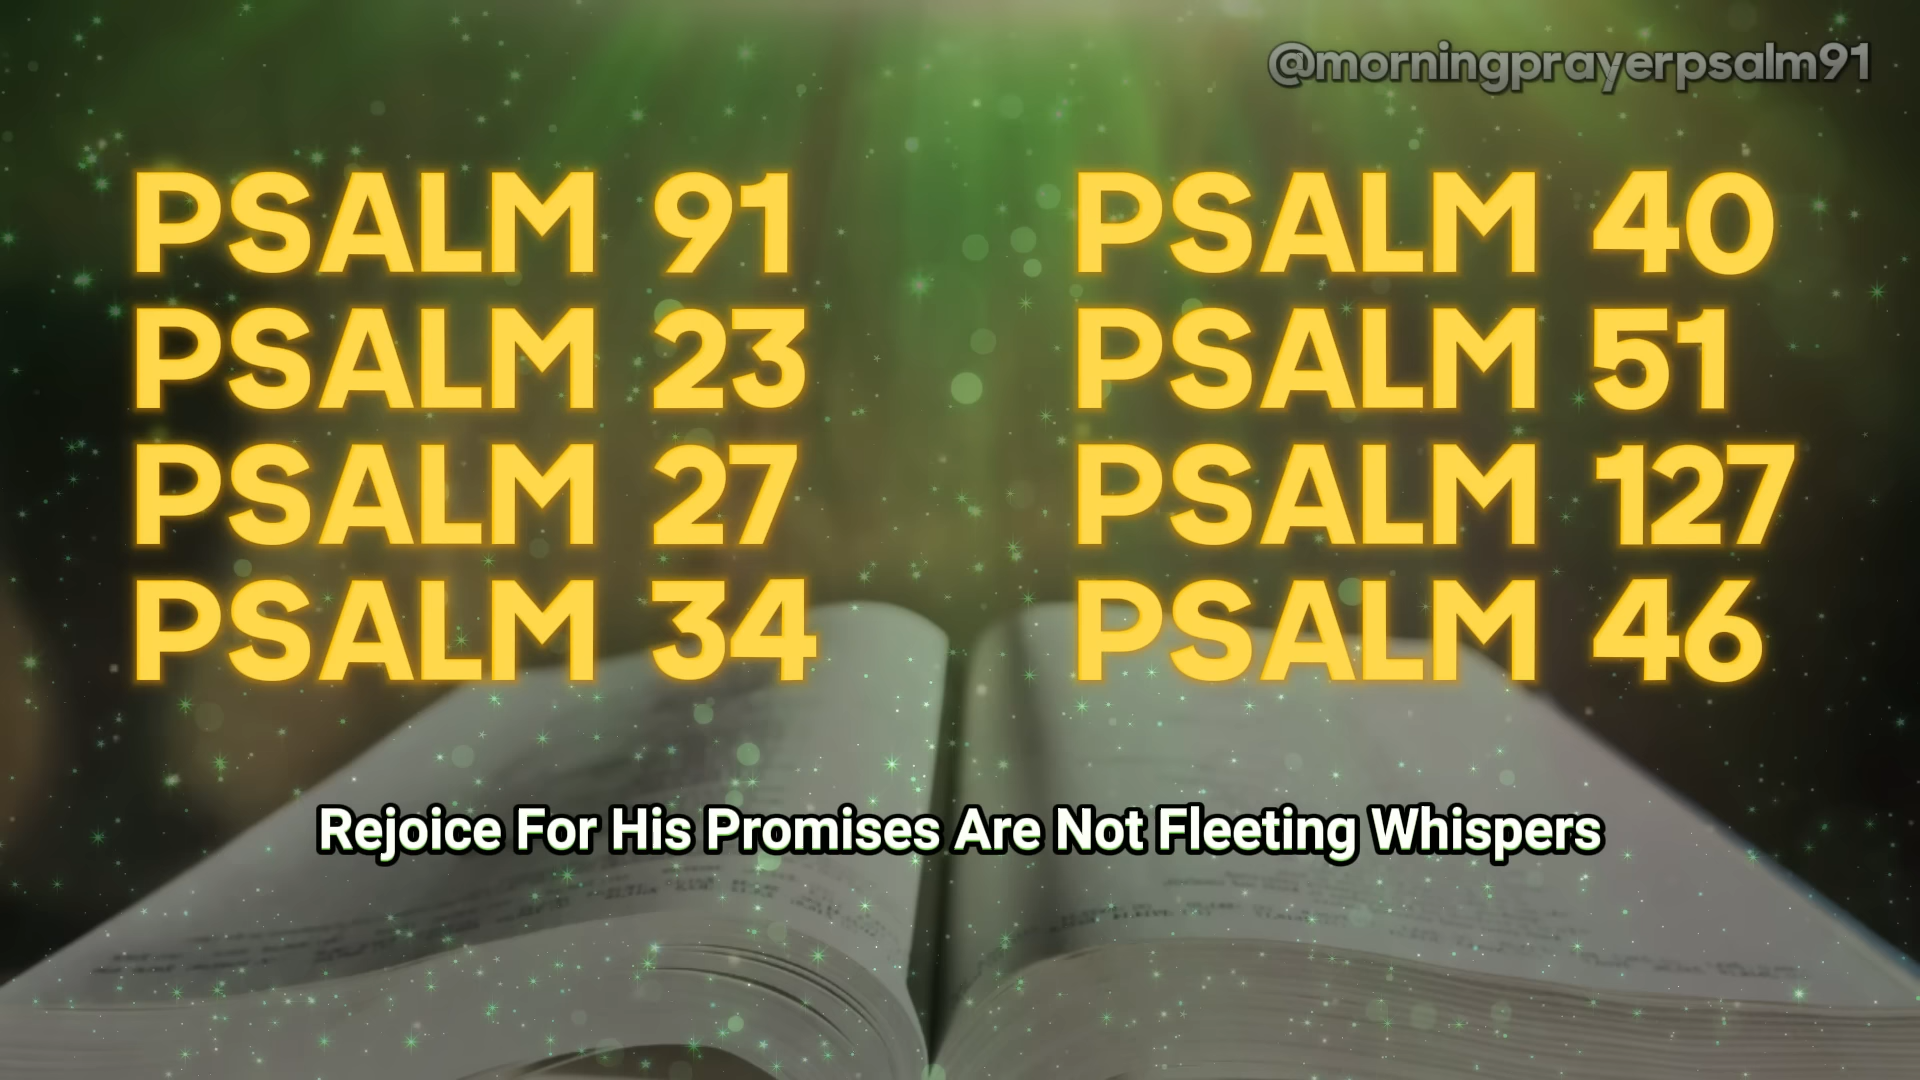 @morningprayerpsalm91
PSALM 91
PSALM 23
PSALM 27
PSALM 34
PSALM 40
PSALM 51
PSALM 127
PSALM 46
Rejoice For His Promises Are Not Fleeting Whispers